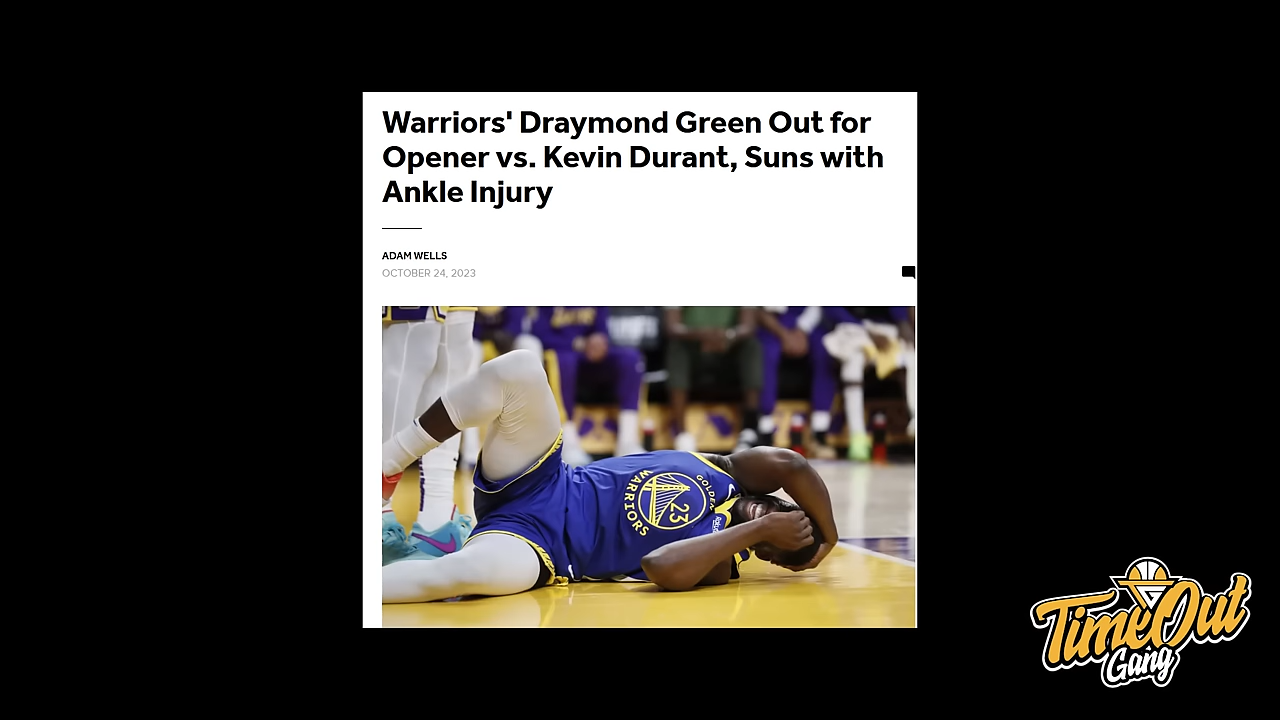 Warriors' Draymond Green Out for
Opener vs. Kevin Durant, Suns with
Ankle Injury
ADAM WELLS
OCTOBER 24, 2023
GOLDEN
23
WARRIORS
TimeOut
Gang